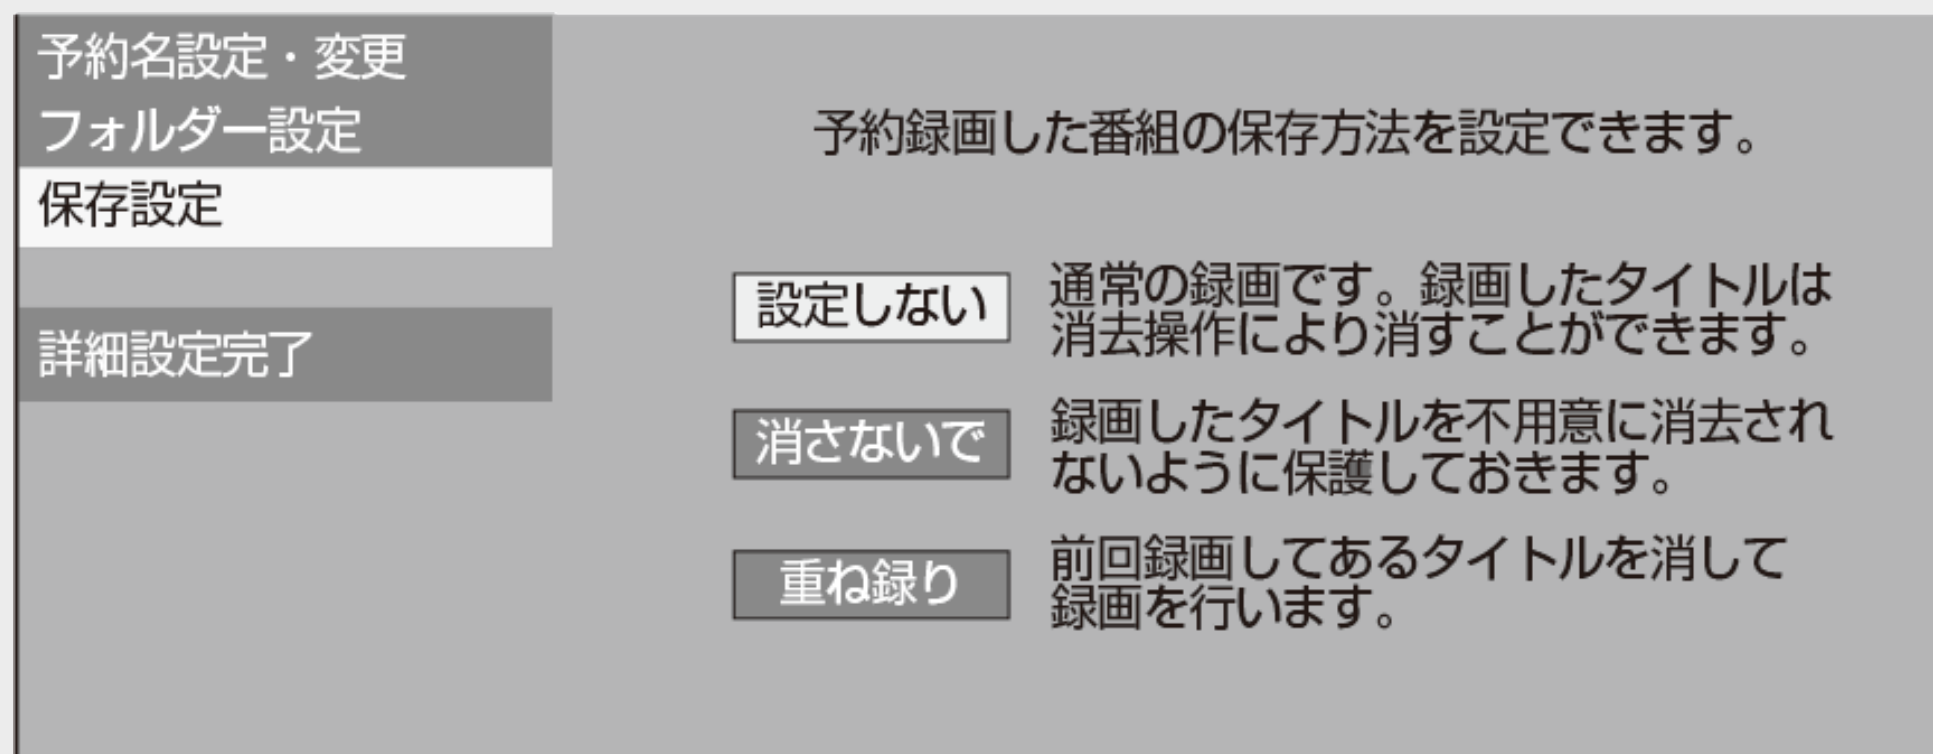 予約名設定・変更
フォルダー設定
保存設定
詳細設定完了
予約録画した番組の保存方法を設定できます。
設定しない
通常の録画です。録画したタイトルは
消去操作により消すことができます。
消さないで
録画したタイトルを不用意に消去され
ないように保護しておきます。
重ね録り
前回録画してあるタイトルを消して
録画を行います。